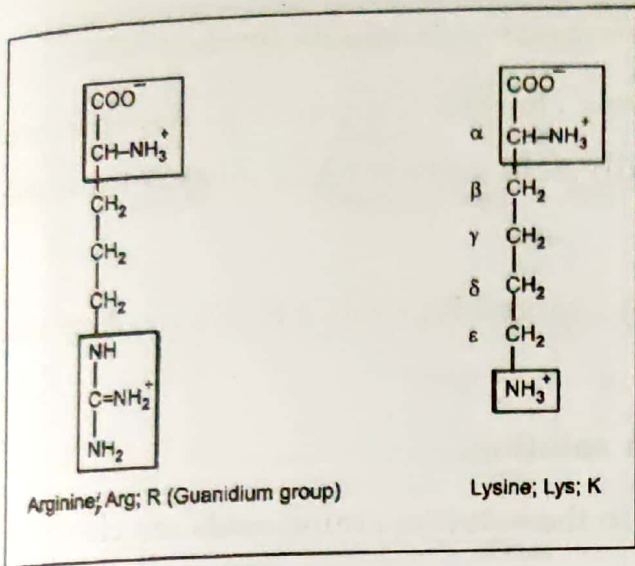 COO⁻
CH–NH₃⁺
CH₂
CH₂
CH₂
NH
C=NH₂⁺
NH₂
Arginine; Arg; R (Guanidium group)
COO⁻
α CH–NH₃⁺
β CH₂
γ CH₂
δ CH₂
ε CH₂
NH₃⁺
Lysine; Lys; K